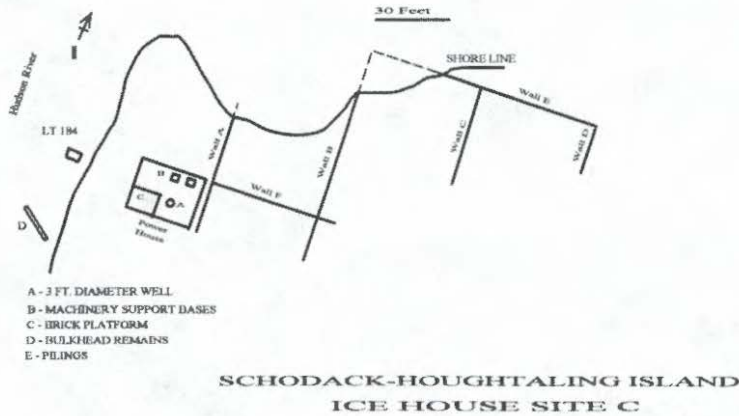 30 Feet
Hudson River
SHORE LINE
Wall E
LT 184
Wall A
Wall B
Wall C
Wall D
B
C
A
Wall F
D
Power
House
A - 3 FT. DIAMETER WELL
B - MACHINERY SUPPORT BASES
C - BRICK PLATFORM
D - BULKHEAD REMAINS
E - PILINGS
SCHODACK-HOUGHTALING ISLAND
ICE HOUSE SITE C